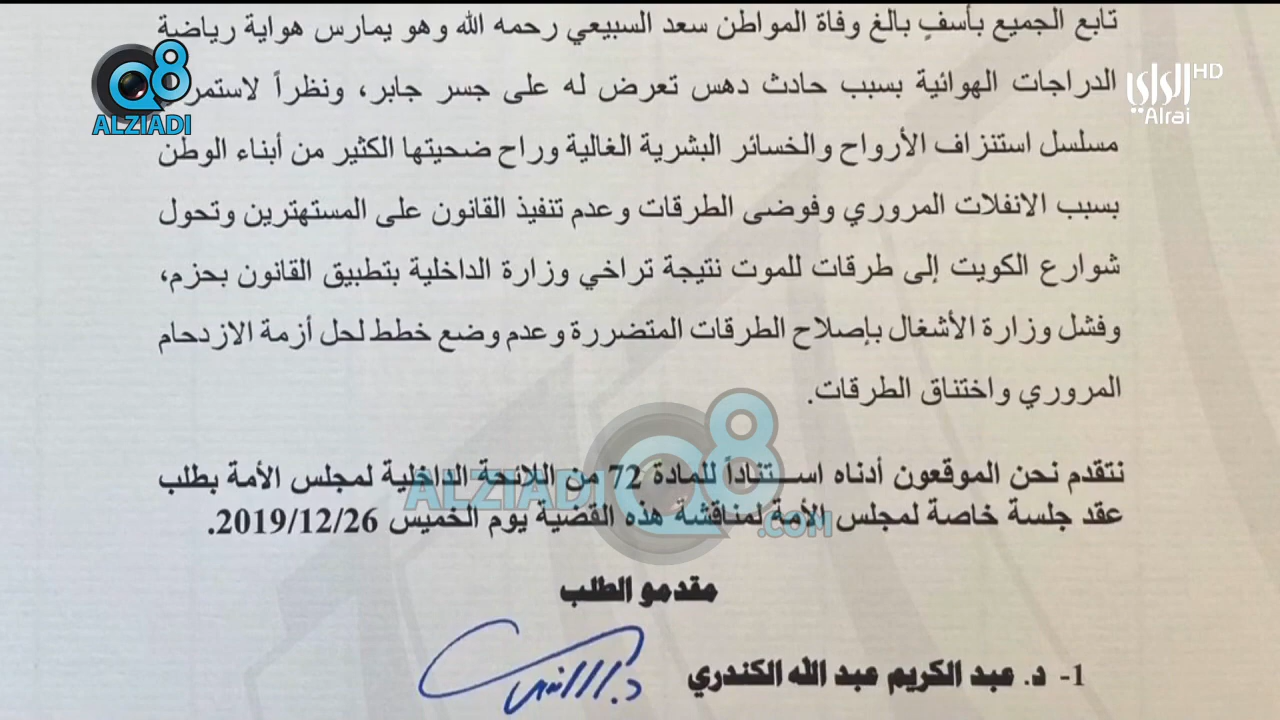 تابع الجميع بأسفٍ بالغ وفاة المواطن سعد السبيعي رحمه الله وهو يمارس هواية رياضة
الدراجات الهوائية بسبب حادث دهس تعرض له على جسر جابر، ونظراً لاستمرار
مسلسل استنزاف الأرواح والخسائر البشرية الغالية وراح ضحيتها الكثير من أبناء الوطن
بسبب الانفلات المروري وفوضى الطرقات وعدم تنفيذ القانون على المستهترين وتحول
شوارع الكويت إلى طرقات للموت نتيجة تراخي وزارة الداخلية بتطبيق القانون بحزم،
وفشل وزارة الأشغال بإصلاح الطرقات المتضررة وعدم وضع خطط لحل أزمة الازدحام
المروري واختناق الطرقات.
نتقدم نحن الموقعون أدناه استناداً للمادة 72 من اللائحة الداخلية لمجلس الأمة بطلب
عقد جلسة خاصة لمجلس الأمة لمناقشة هذه القضية يوم الخميس 2019/12/26.
مقدمو الطلب
1- د. عبد الكريم عبد الله الكندري
Q8
ALZIADI
الراي HD
Alrai
Q8
ALZIADI
.COM